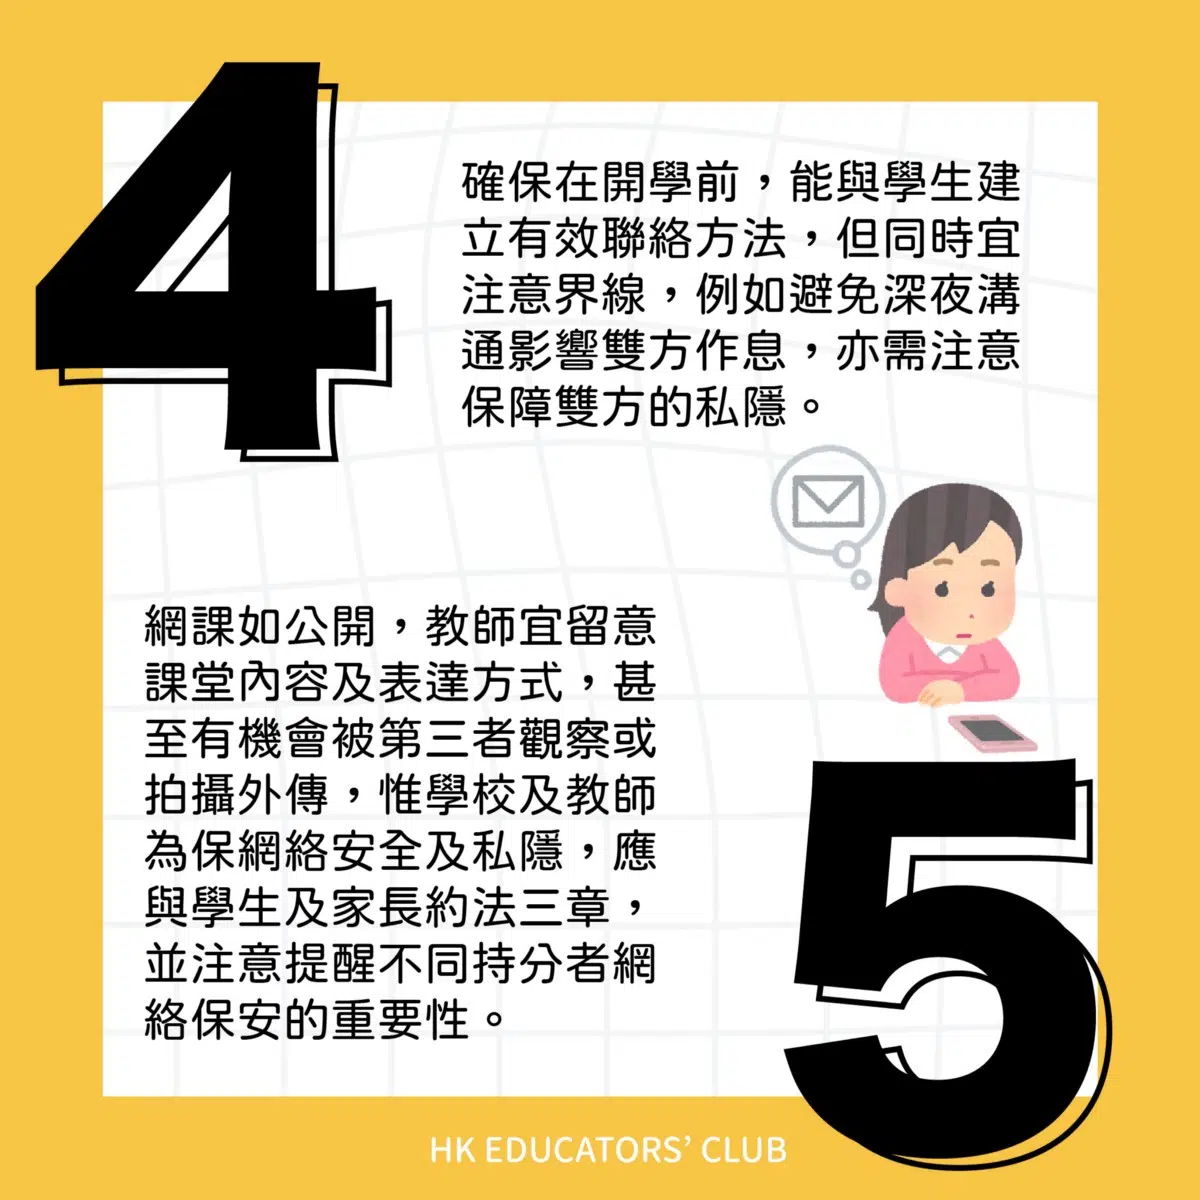 4
確保在開學前，能與學生建
立有效聯絡方法，但同時宜
注意界線，例如避免深夜溝
通影響雙方作息，亦需注意
保障雙方的私隱。
網課如公開，教師宜留意
課堂內容及表達方式，甚
至有機會被第三者觀察或
拍攝外傳，惟學校及教師
為保網絡安全及私隱，應
與學生及家長約法三章，
並注意提醒不同持分者網
絡保安的重要性。
5
HK EDUCATORS’ CLUB